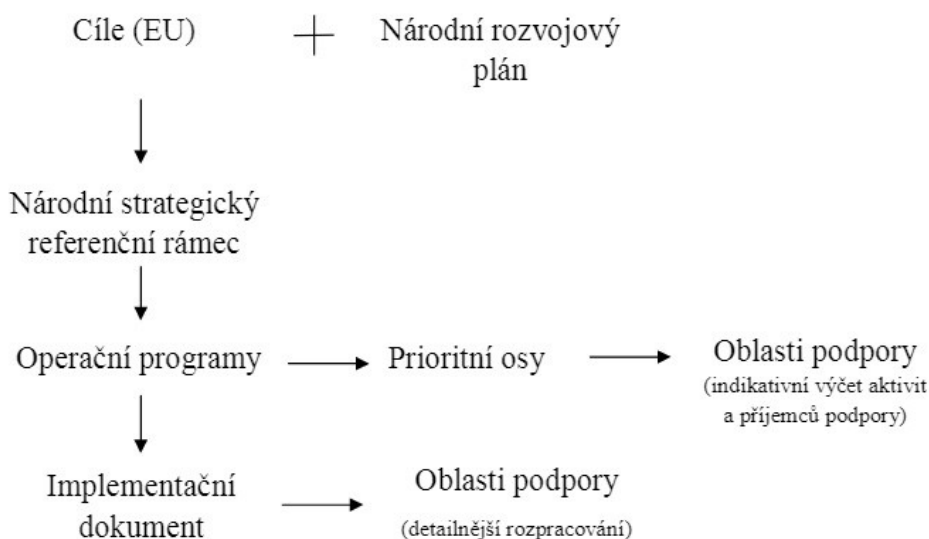 Cíle (EU)
Národní rozvojový
plán
Národní strategický
referenční rámec
Operační programy
Prioritní osy
Oblasti podpory
(indikativní výčet aktivit
a příjemců podpory)
Implementační
dokument
Oblasti podpory
(detailnější rozpracování)